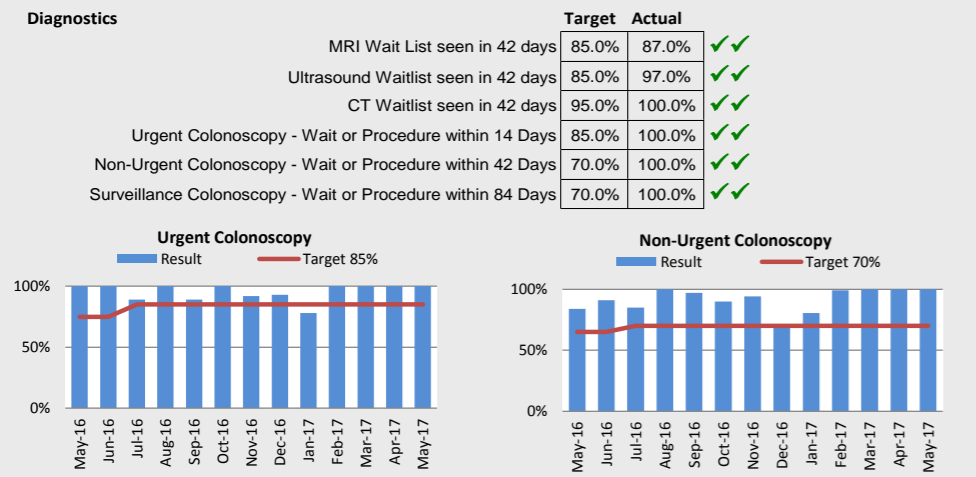 Diagnostics Target Actual
MRI Wait List seen in 42 days 85.0% 87.0% ✓✓
Ultrasound Waitlist seen in 42 days 85.0% 97.0% ✓✓
CT Waitlist seen in 42 days 95.0% 100.0% ✓✓
Urgent Colonoscopy - Wait or Procedure within 14 Days 85.0% 100.0% ✓✓
Non-Urgent Colonoscopy - Wait or Procedure within 42 Days 70.0% 100.0% ✓✓
Surveillance Colonoscopy - Wait or Procedure within 84 Days 70.0% 100.0% ✓✓
Urgent Colonoscopy
Result Target 85%
100%
50%
0%
May-16 Jun-16 Jul-16 Aug-16 Sep-16 Oct-16 Nov-16 Dec-16 Jan-17 Feb-17 Mar-17 Apr-17 May-17
Non-Urgent Colonoscopy
Result Target 70%
100%
50%
0%
May-16 Jun-16 Jul-16 Aug-16 Sep-16 Oct-16 Nov-16 Dec-16 Jan-17 Feb-17 Mar-17 Apr-17 May-17